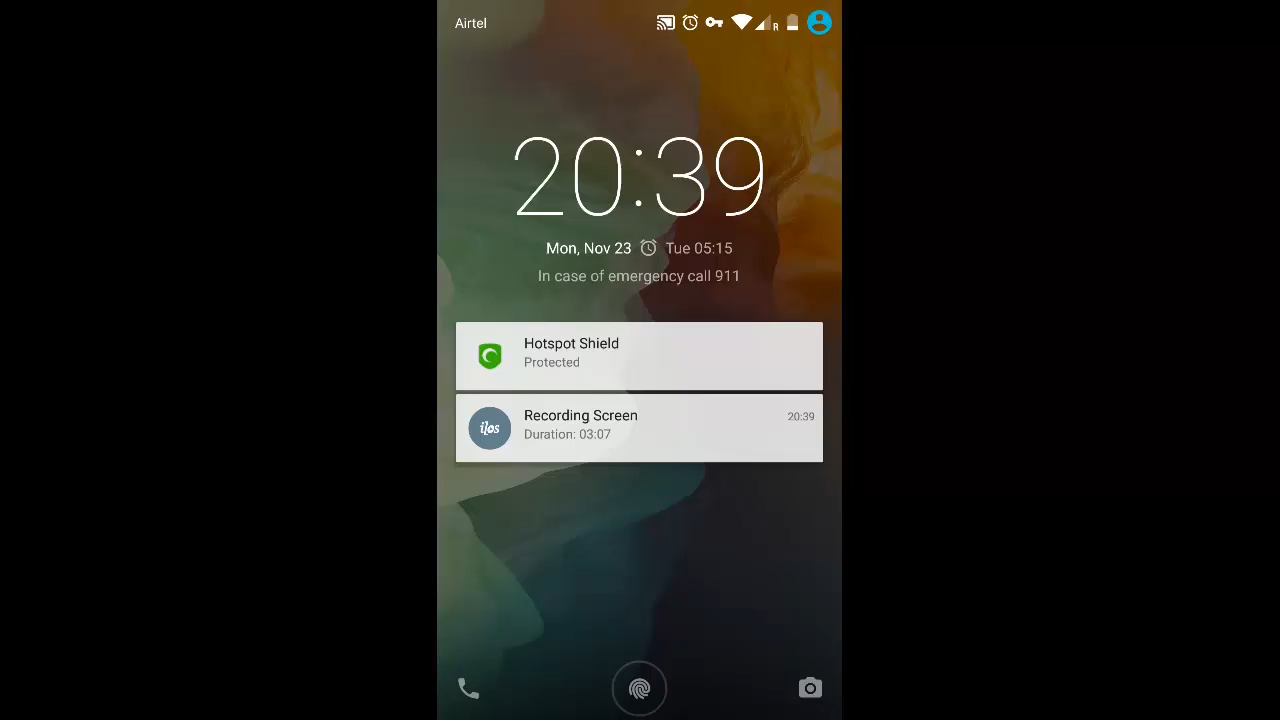 Airtel
R
20:39
Mon, Nov 23 Tue 05:15
In case of emergency call 911
Hotspot Shield
Protected
ilos
Recording Screen 20:39
Duration: 03:07